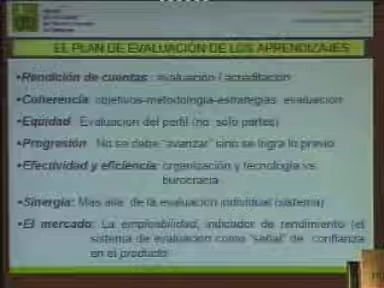 EL PLAN DE EVALUACIÓN DE LOS APRENDIZAJES
•Rendición de cuentas: evaluación / acreditación
•Coherencia: objetivos-metodología-estrategias evaluación
•Equidad: Evaluación del perfil (no solo partes)
•Progresión: No se debe "avanzar" sino se logra lo previo
•Efectividad y eficiencia: organización y tecnología vs.
burocracia
•Sinergia: Mas alla de la evaluación individual (sistema)
•El mercado: La empleabilidad, indicador de rendimiento (el
sistema de evaluación como "señal" de confianza
en el producto